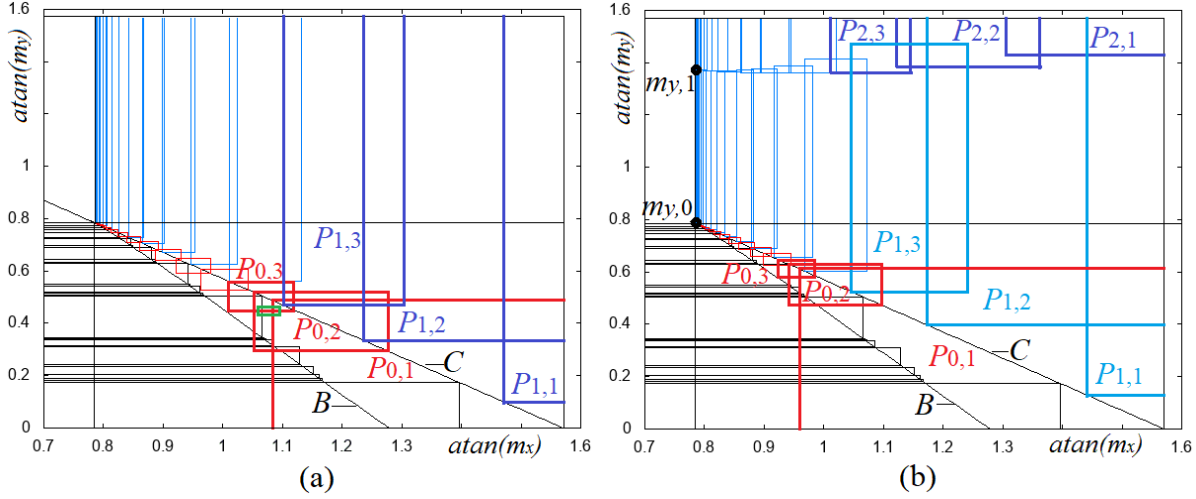 1.6
1.4
atan(my)
1
0.8
0.6
0.4
0.2
0
0.7 0.8 0.9 1 1.1 1.2 1.3 1.4 1.6
atan(mx)
P1,3
P0.3
P0,2
P1,2
P0,1
P1,1
C
B
(a)
1.6
atan(my)
1
0.8
0.6
0.4
0.2
0
0.7 0.8 0.9 1 1.1 1.2 1.3 1.6
atan(mx)
P2,3
P2,2
P2,1
my,1
my,0
P1,3
P0,3
P0,2
P1,2
P0,1
P1,1
C
B
(b)